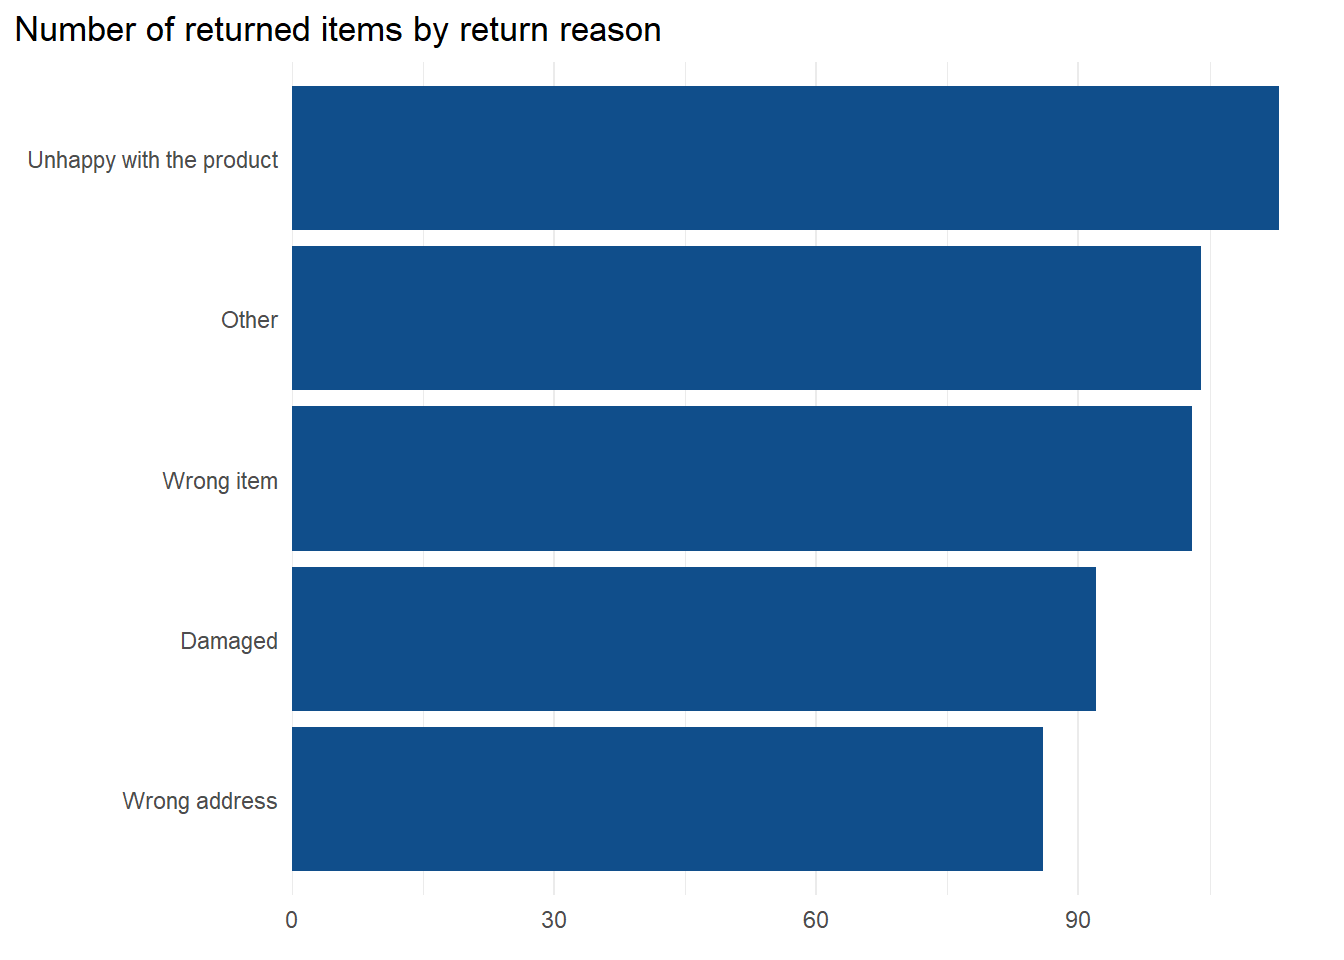 Number of returned items by return reason
Unhappy with the product
Other
Wrong item
Damaged
Wrong address
0 30 60 90